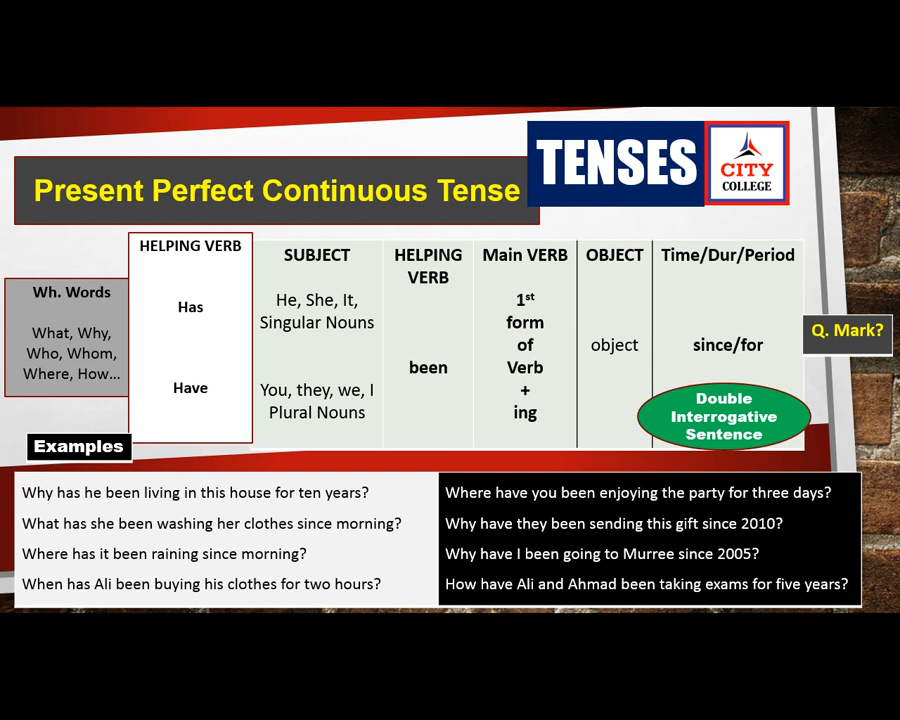 TENSES
CITY
COLLEGE
Present Perfect Continuous Tense
Wh. Words
What, Why,
Who, Whom,
Where, How...
HELPING VERB
Has
Have
SUBJECT
He, She, It,
Singular Nouns
You, they, we, I
Plural Nouns
HELPING
VERB
been
Main VERB
1st
form
of
Verb
+
ing
OBJECT
object
Time/Dur/Period
since/for
Q. Mark?
Double
Interrogative
Sentence
Examples
Why has he been living in this house for ten years?
What has she been washing her clothes since morning?
Where has it been raining since morning?
When has Ali been buying his clothes for two hours?
Where have you been enjoying the party for three days?
Why have they been sending this gift since 2010?
Why have I been going to Murree since 2005?
How have Ali and Ahmad been taking exams for five years?